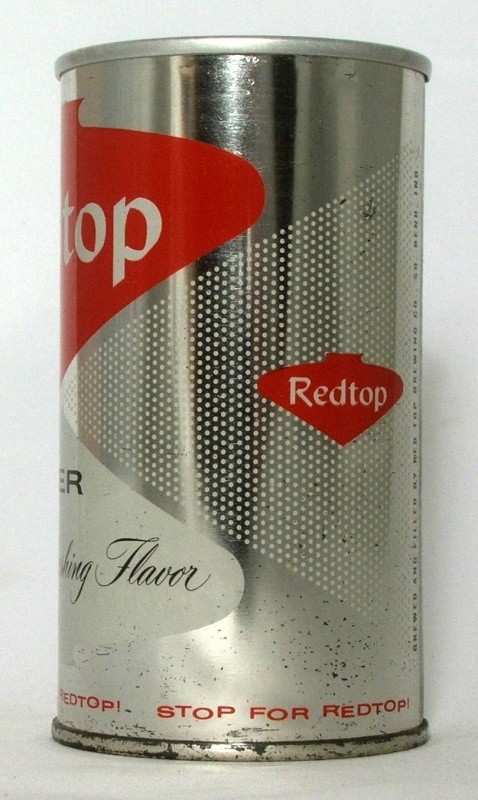 top
Redtop
ER
hing Flavor
REDTOP! STOP FOR REDTOP!
BREWED AND FILLED BY RED TOP BREWING CO. SO. BEND, IND.